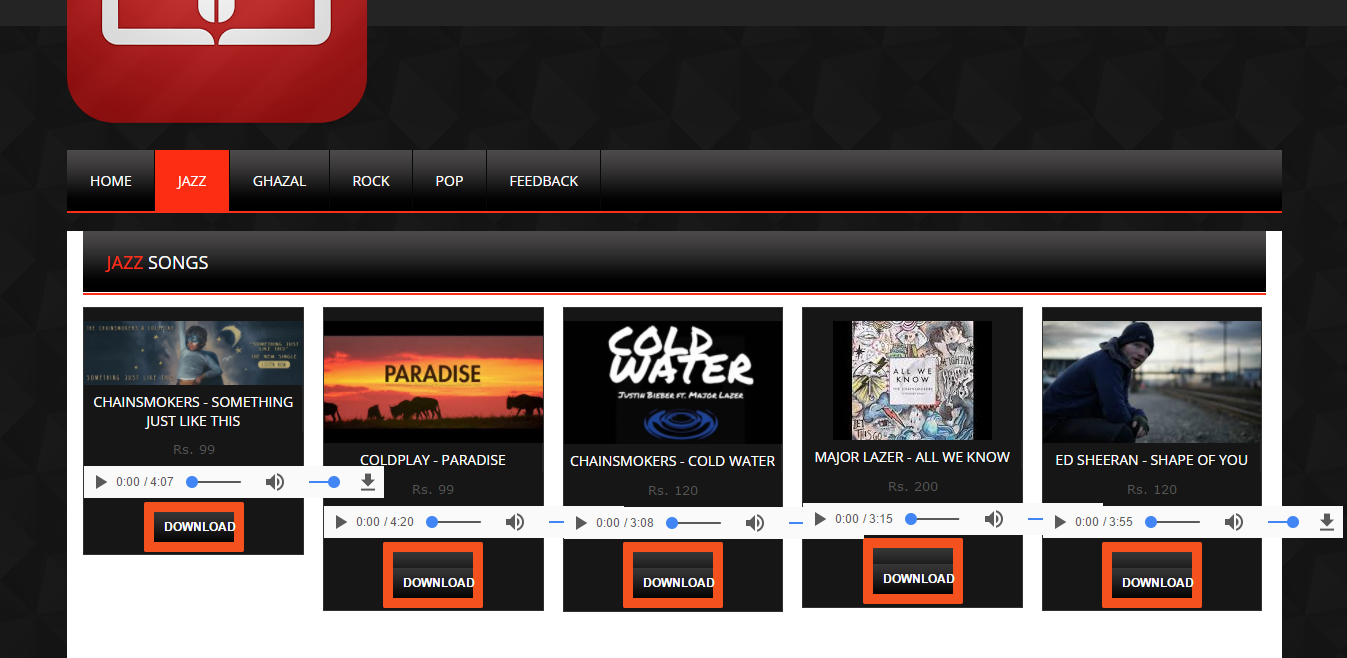 HOME JAZZ GHAZAL ROCK POP FEEDBACK
JAZZ SONGS
THE CHAINSMOKERS & COLDPLAY
"SOMETHING JUST
LIKE THIS"
THE NEW SINGLE
LISTEN NOW
SOMETHING JUST LIKE THIS
CHAINSMOKERS - SOMETHING
JUST LIKE THIS
Rs. 99
0:00 / 4:07
DOWNLOAD
PARADISE
COLDPLAY - PARADISE
Rs. 99
0:00 / 4:20
DOWNLOAD
COLD
WATER
JUSTIN BIEBER FT. MAJOR LAZER
CHAINSMOKERS - COLD WATER
Rs. 120
0:00 / 3:08
DOWNLOAD
ALL WE
KNOW
THE CHAINSMOKERS
MAJOR LAZER - ALL WE KNOW
Rs. 200
0:00 / 3:15
DOWNLOAD
ED SHEERAN - SHAPE OF YOU
Rs. 120
0:00 / 3:55
DOWNLOAD